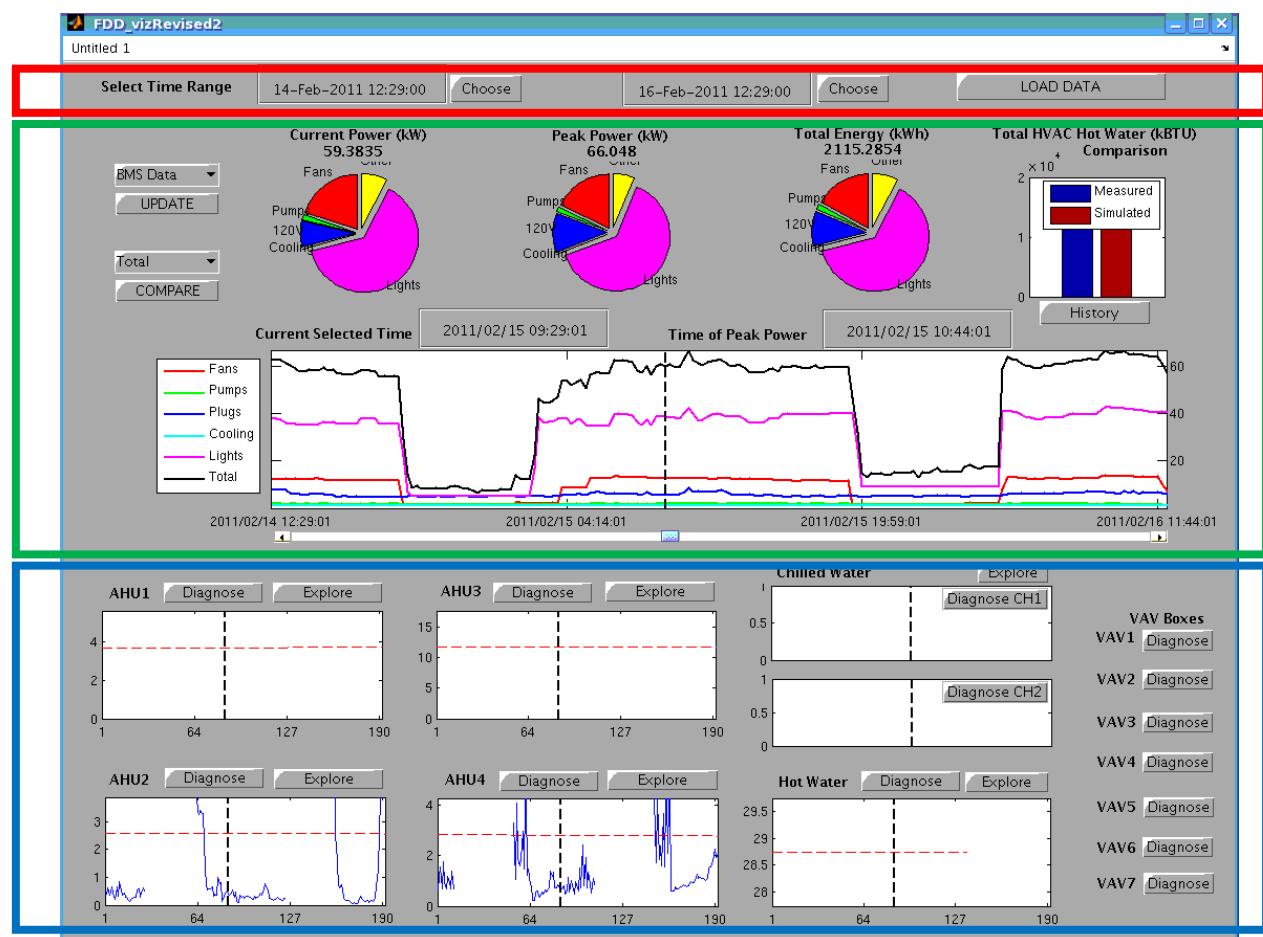 FDD_vizRevised2
Untitled 1
Select Time Range 14-Feb-2011 12:29:00 Choose 16-Feb-2011 12:29:00 Choose LOAD DATA
Current Power (kW) Peak Power (kW) Total Energy (kWh) Total HVAC Hot Water (kBTU)
59.3835 66.048 2115.2854 Comparison
Other Other Other
Fans Fans Fans
x 10^4
BMS Data
2
Measured
UPDATE
Simulated
Pumps Pumps Pumps
120V 120V 120V
1
Cooling Cooling Cooling
Total
Lights Lights Lights
COMPARE
0
History
Current Selected Time 2011/02/15 09:29:01 Time of Peak Power 2011/02/15 10:44:01
Fans
60
Pumps
Plugs
40
Cooling
Lights
20
Total
2011/02/14 12:29:01 2011/02/15 04:14:01 2011/02/15 19:59:01 2011/02/16 11:44:01
AHU1 Diagnose Explore
4
2
0
1 64 127 190
AHU3 Diagnose Explore
15
10
5
0
1 64 127 190
Chilled Water Explore
1
Diagnose CH1
0.5
0
1
Diagnose CH2
0.5
0
VAV Boxes
VAV1 Diagnose
VAV2 Diagnose
VAV3 Diagnose
VAV4 Diagnose
VAV5 Diagnose
VAV6 Diagnose
VAV7 Diagnose
AHU2 Diagnose Explore
3
2
1
0
1 64 127 190
AHU4 Diagnose Explore
4
2
0
1 64 127 190
Hot Water Diagnose Explore
29.5
29
28.5
28
1 64 127 190